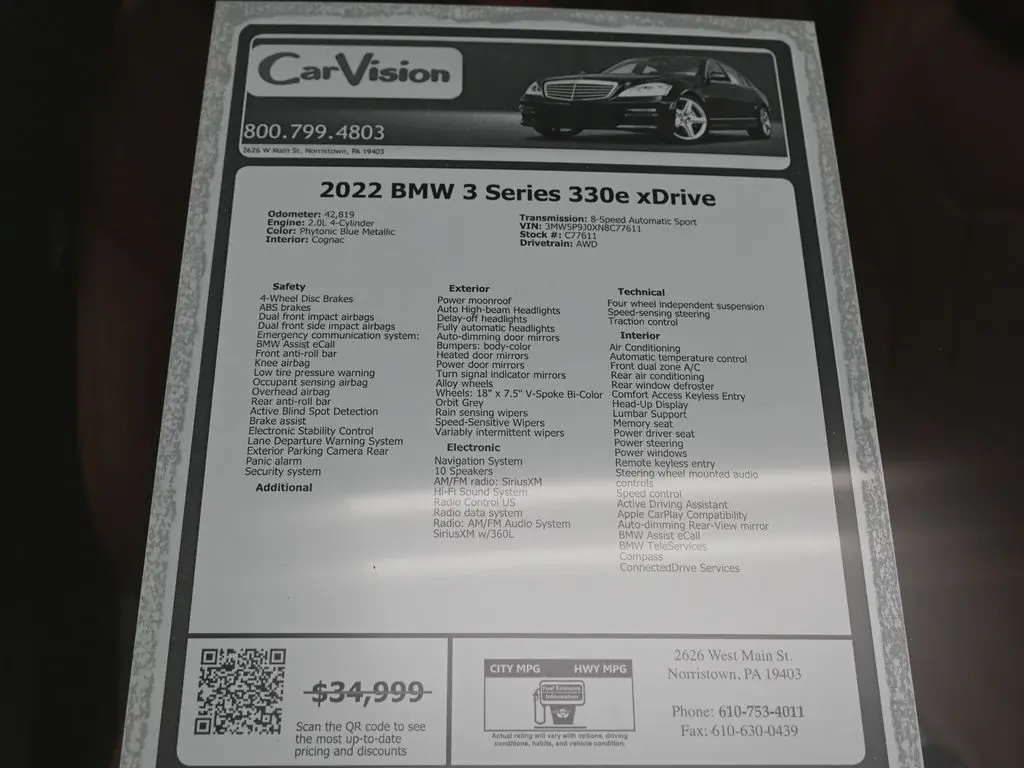 CarVision
800.799.4803
2626 W Main St, Norristown, PA 19403
2022 BMW 3 Series 330e xDrive
Odometer: 42,819
Engine: 2.0L 4-Cylinder
Color: Phytonic Blue Metallic
Interior: Cognac
Transmission: 8-Speed Automatic Sport
VIN: 3MW5P9J0XN8C77611
Stock #: C77611
Drivetrain: AWD
Safety
4-Wheel Disc Brakes
ABS brakes
Dual front impact airbags
Dual front side impact airbags
Emergency communication system:
BMW Assist eCall
Front anti-roll bar
Knee airbag
Low tire pressure warning
Occupant sensing airbag
Overhead airbag
Rear anti-roll bar
Active Blind Spot Detection
Brake assist
Electronic Stability Control
Lane Departure Warning System
Exterior Parking Camera Rear
Panic alarm
Security system
Additional
Exterior
Power moonroof
Auto High-beam Headlights
Delay-off headlights
Fully automatic headlights
Auto-dimming door mirrors
Bumpers: body-color
Heated door mirrors
Power door mirrors
Turn signal indicator mirrors
Alloy wheels
Wheels: 18" x 7.5" V-Spoke Bi-Color
Orbit Grey
Rain sensing wipers
Speed-Sensitive Wipers
Variably intermittent wipers
Electronic
Navigation System
10 Speakers
AM/FM radio: SiriusXM
Hi-Fi Sound System
Radio Control US
Radio data system
Radio: AM/FM Audio System
SiriusXM w/360L
Technical
Four wheel independent suspension
Speed-sensing steering
Traction control
Interior
Air Conditioning
Automatic temperature control
Front dual zone A/C
Rear air conditioning
Rear window defroster
Comfort Access Keyless Entry
Head-Up Display
Lumbar Support
Memory seat
Power driver seat
Power steering
Power windows
Remote keyless entry
Steering wheel mounted audio
controls
Speed control
Active Driving Assistant
Apple CarPlay Compatibility
Auto-dimming Rear-View mirror
BMW Assist eCall
BMW TeleServices
Compass
ConnectedDrive Services
$34,999
Scan the QR code to see
the most up-to-date
pricing and discounts
CITY MPG HWY MPG
Fuel Economy
Information
Actual rating will vary with options, driving
conditions, habits, and vehicle condition.
2626 West Main St.
Norristown, PA 19403
Phone: 610-753-4011
Fax: 610-630-0439